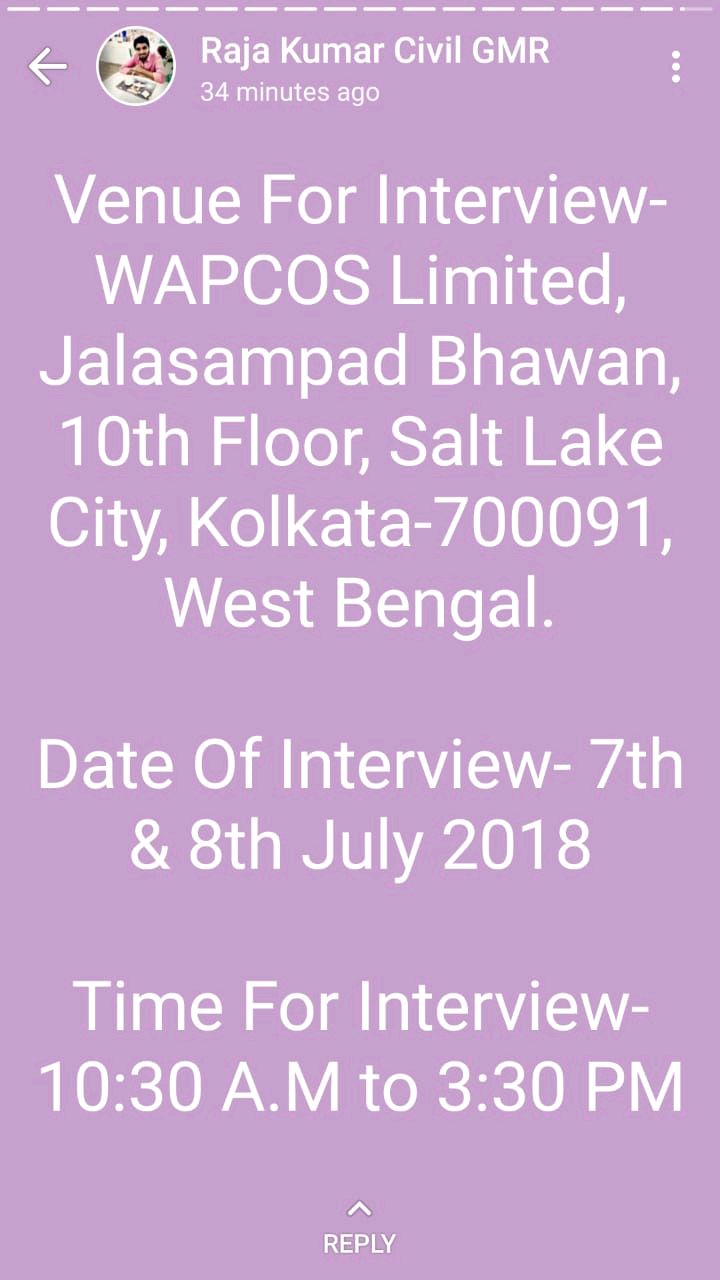 Raja Kumar Civil GMR
34 minutes ago
Venue For Interview-
WAPCOS Limited,
Jalasampad Bhawan,
10th Floor, Salt Lake
City, Kolkata-700091,
West Bengal.
Date Of Interview- 7th
& 8th July 2018
Time For Interview-
10:30 A.M to 3:30 PM
REPLY